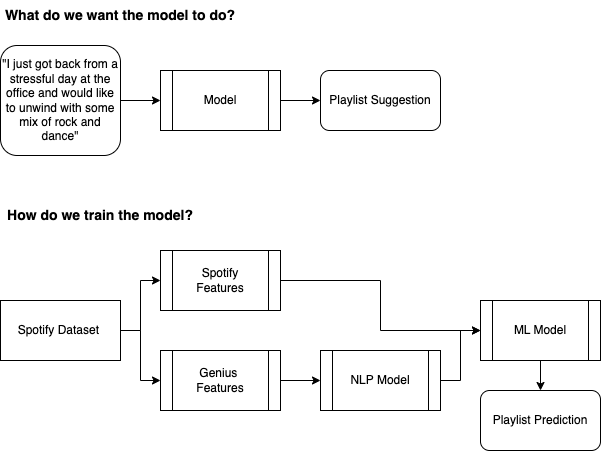 What do we want the model to do?
"I just got back from a
stressful day at the
office and would like
to unwind with some
mix of rock and
dance"
Model
Playlist Suggestion
How do we train the model?
Spotify Dataset
Spotify
Features
Genius
Features
NLP Model
ML Model
Playlist Prediction